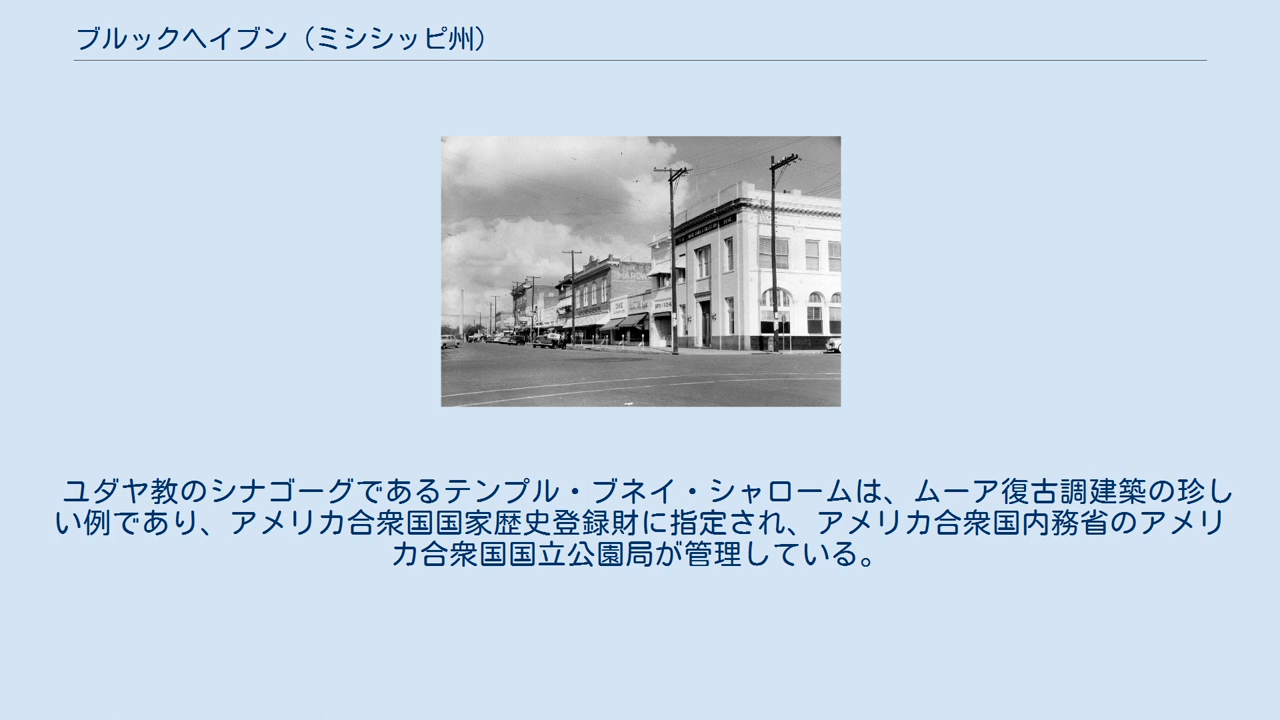 ブルックヘイブン（ミシシッピ州）
ユダヤ教のシナゴーグであるテンプル・ブネイ・シャロームは、ムーア復古調建築の珍し
い例であり、アメリカ合衆国国家歴史登録財に指定され、アメリカ合衆国内務省のアメリ
カ合衆国国立公園局が管理している。